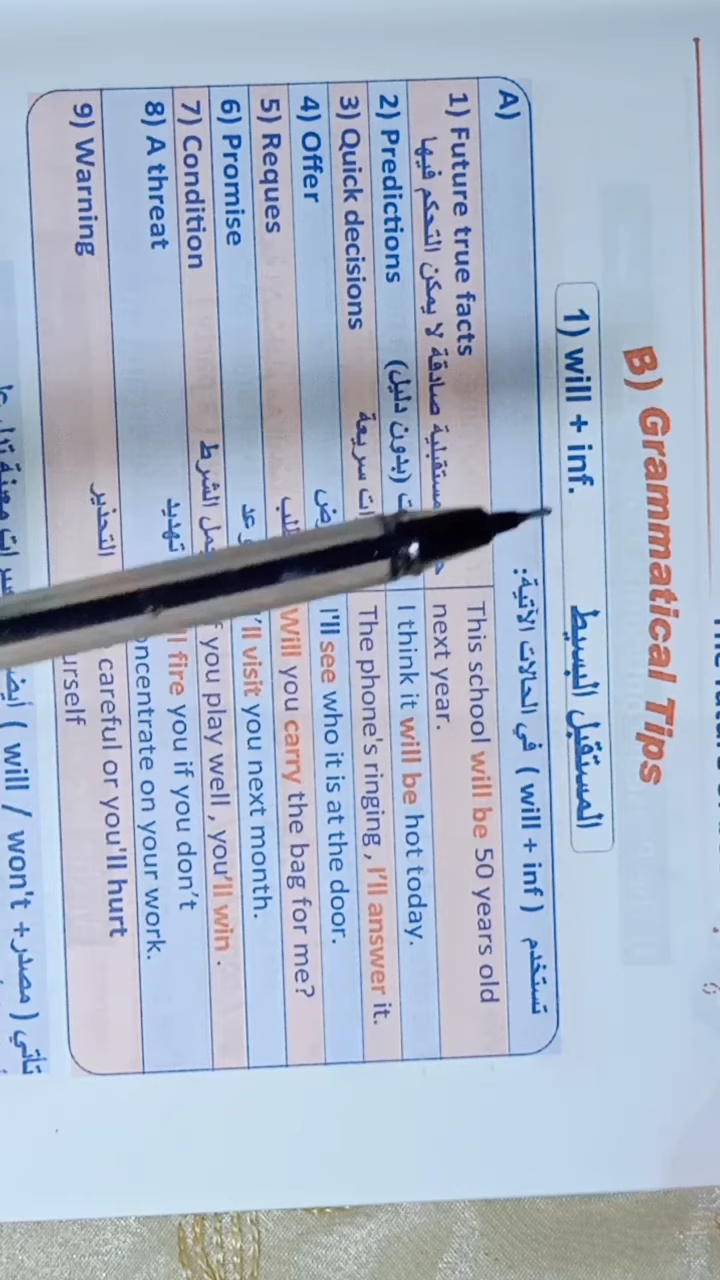 B) Grammatical Tips
1) will + inf. المستقبل البسيط
A) تستخدم ( will + inf ) في الحالات الآتية:
1) Future true facts This school will be 50 years old
مستقبلية صادقة لا يمكن التحكم فيها next year.
2) Predictions (بدون دليل) I think it will be hot today.
3) Quick decisions سريعة The phone's ringing , I'll answer it.
4) Offer I'll see who it is at the door.
5) Reques Will you carry the bag for me?
6) Promise 'll visit you next month.
7) Condition الشرط you play well , you'll win .
8) A threat تهديد fire you if you don't
on your work.
9) Warning التحذير careful or you'll hurt
( will / won't + مصدر ) تأتي